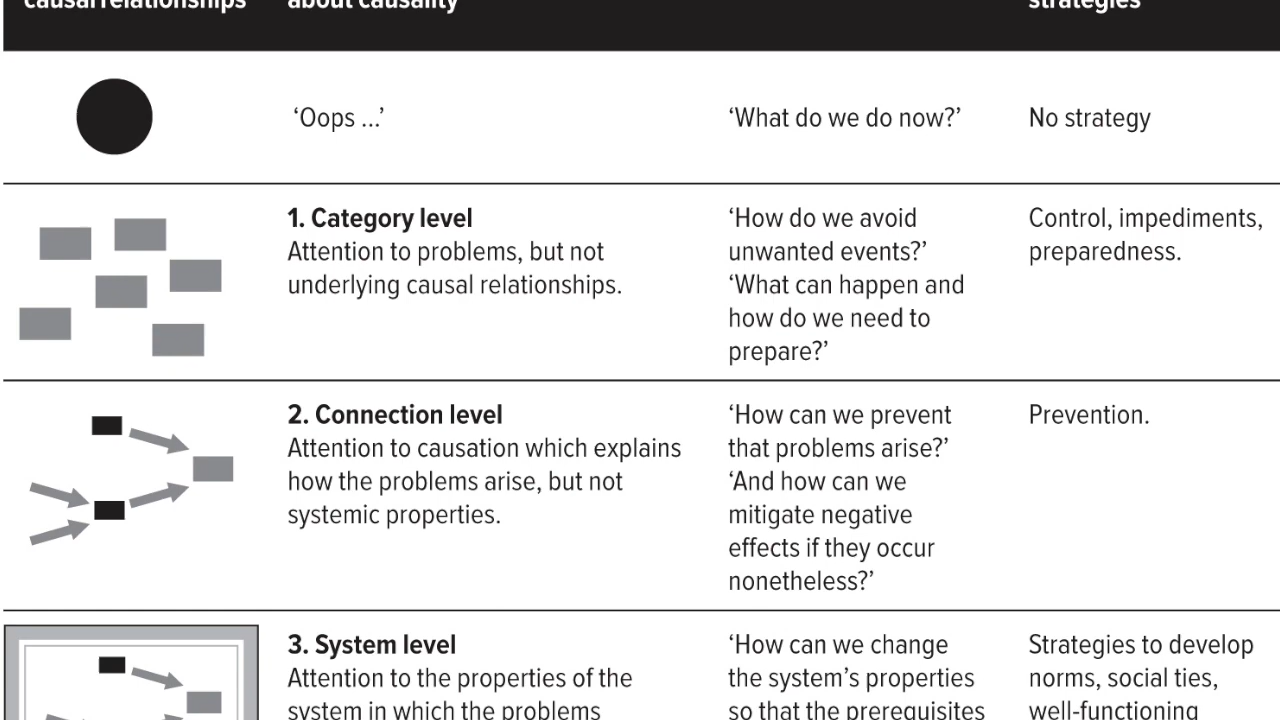 causal relationships
about causality
strategies
‘Oops ...’
‘What do we do now?’
No strategy
1. Category level
Attention to problems, but not
underlying causal relationships.
‘How do we avoid
unwanted events?’
‘What can happen and
how do we need to
prepare?’
Control, impediments,
preparedness.
2. Connection level
Attention to causation which explains
how the problems arise, but not
systemic properties.
‘How can we prevent
that problems arise?’
‘And how can we
mitigate negative
effects if they occur
nonetheless?’
Prevention.
3. System level
Attention to the properties of the
system in which the problems
‘How can we change
the system’s properties
so that the prerequisites
Strategies to develop
norms, social ties,
well-functioning